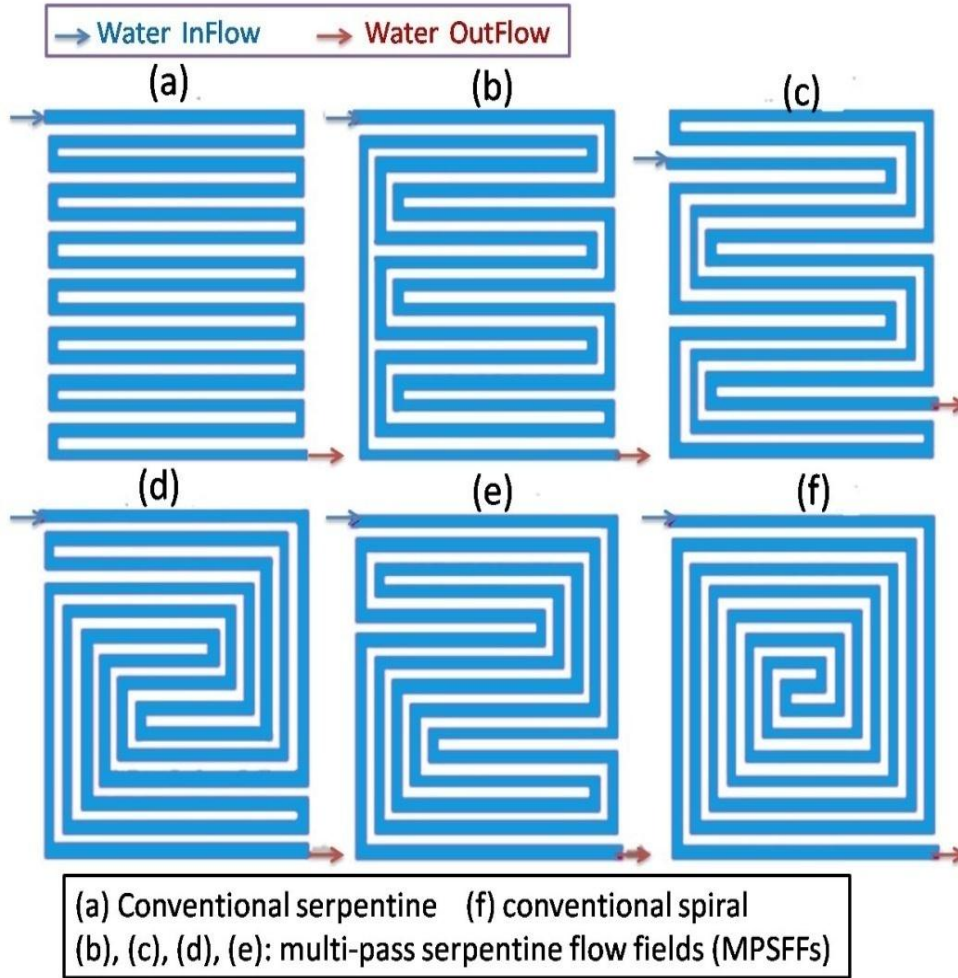 Water InFlow Water OutFlow
(a) (b) (c)
(d) (e) (f)
(a) Conventional serpentine (f) conventional spiral
(b), (c), (d), (e): multi-pass serpentine flow fields (MPSFFs)